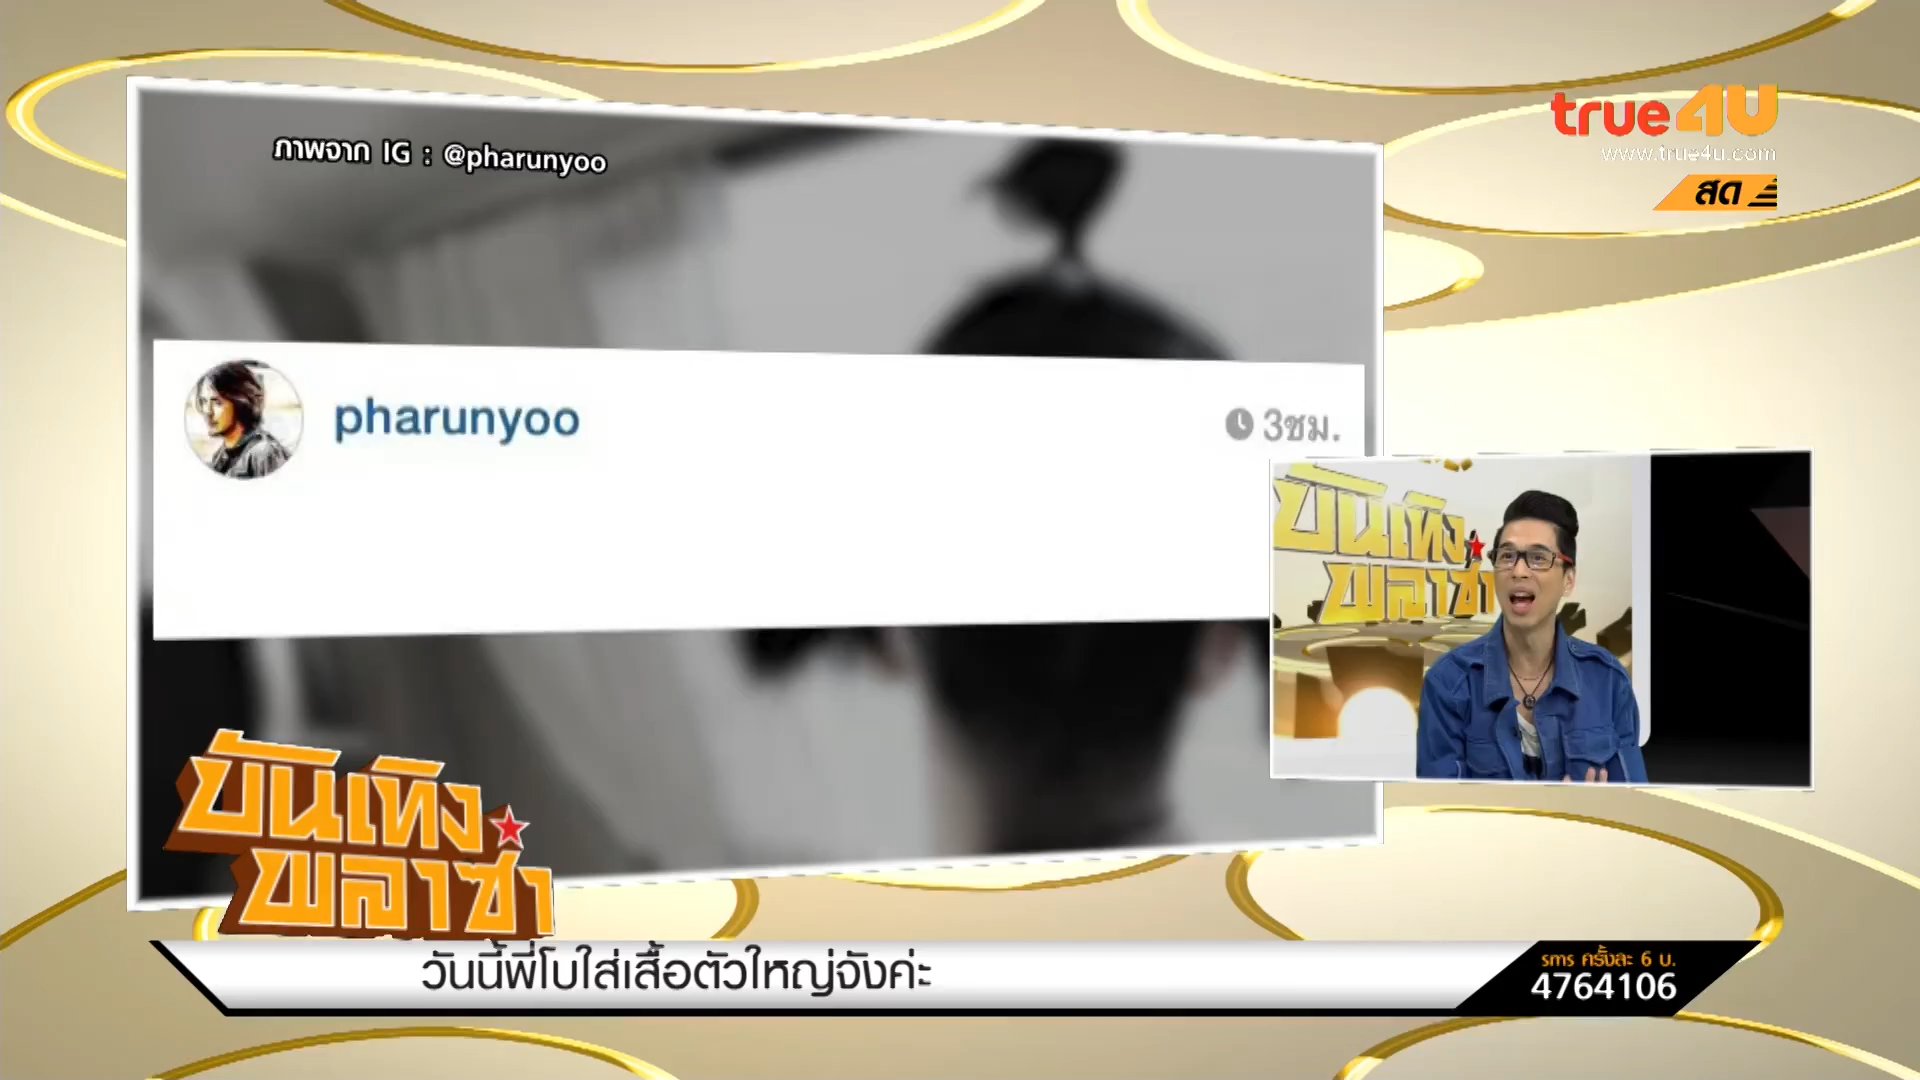 ภาพจาก IG : @pharunyoo
true4U
www.true4u.com
สด
pharunyoo
3ชม.
บันเทิง
พลาซ่า
บันเทิง
พลาซ่า
วันนี้พี่โบใส่เสื้อตัวใหญ่จังค่ะ
sms ครั้งละ 6 บ.
4764106